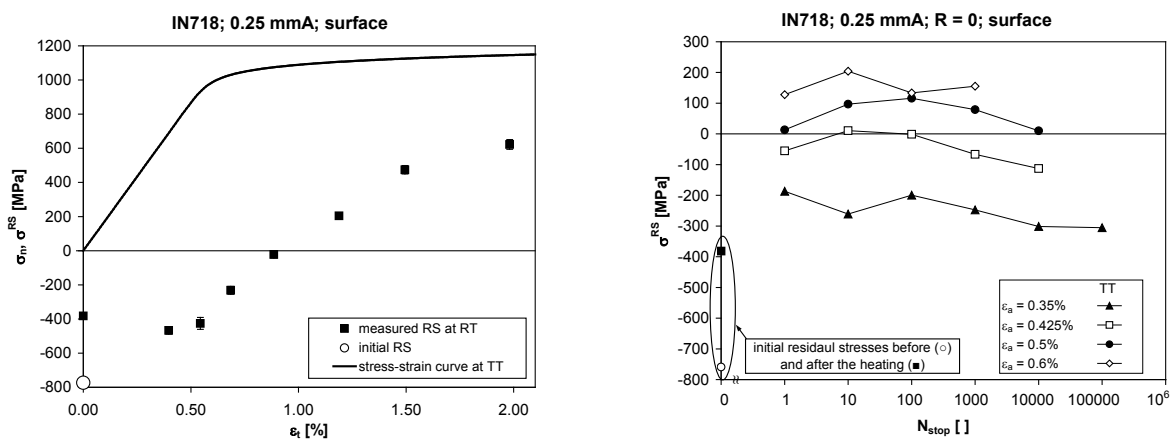 IN718; 0.25 mmA; surface
σn, σRS [MPa]
1200
1000
800
600
400
200
0
-200
-400
-600
-800
0.00 0.50 1.00 1.50 2.00
εt [%]
measured RS at RT
initial RS
stress-strain curve at TT
IN718; 0.25 mmA; R = 0; surface
σRS [MPa]
300
200
100
0
-100
-200
-300
-400
-500
-600
-700
-800
0 1 10 100 1000 10000 100000 10^6
Nstop [ ]
initial residaul stresses before (○)
and after the heating (■)
TT
εa = 0.35%
εa = 0.425%
εa = 0.5%
εa = 0.6%